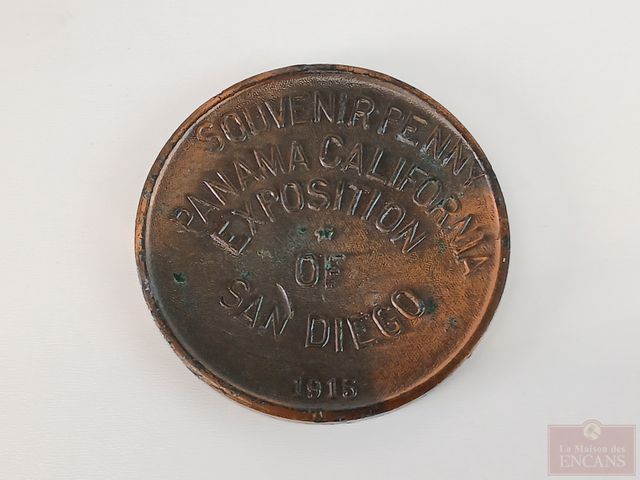 SOUVENIR PENNY
PANAMA CALIFORNIA
EXPOSITION
OF
SAN DIEGO
1915
La Maison des
ENCANS